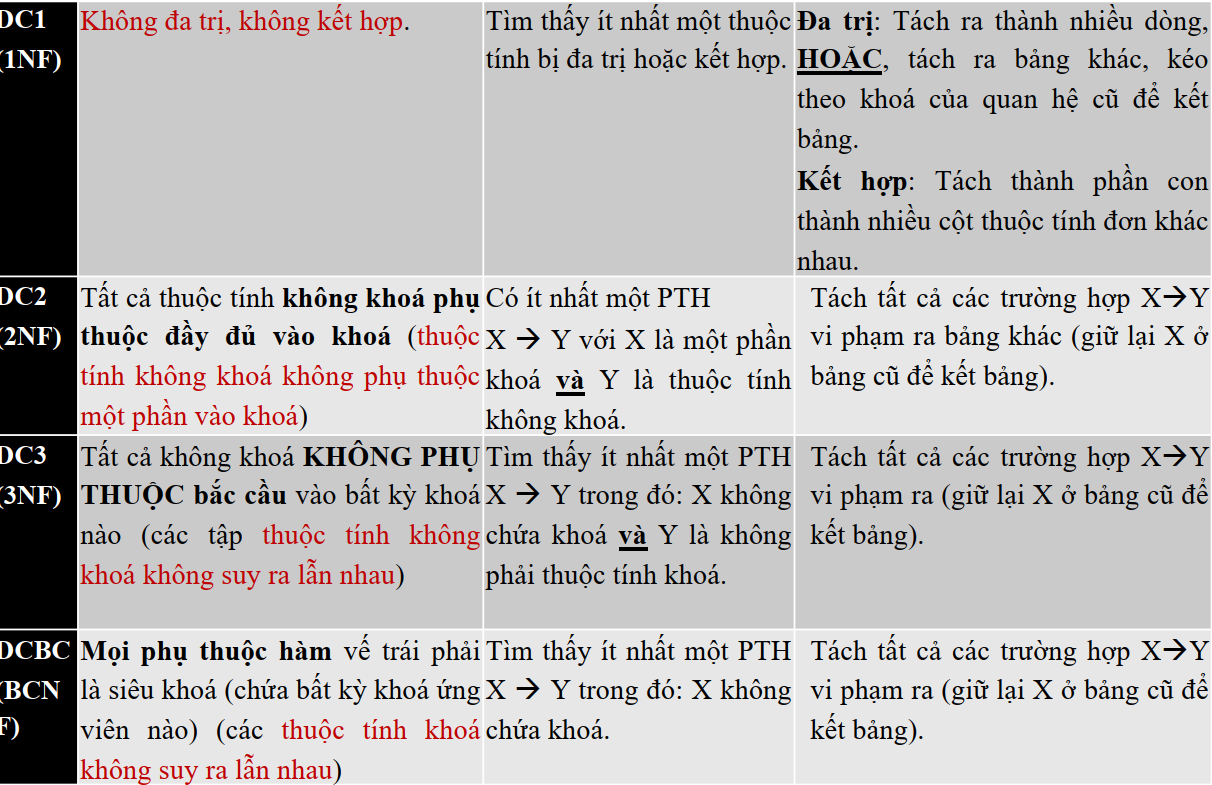 DC1
(1NF)
Không đa trị, không kết hợp.
Tìm thấy ít nhất một thuộc
tính bị đa trị hoặc kết hợp.
Đa trị: Tách ra thành nhiều dòng,
HOẶC, tách ra bảng khác, kéo
theo khoá của quan hệ cũ để kết
bảng.
Kết hợp: Tách thành phần con
thành nhiều cột thuộc tính đơn khác
nhau.
DC2
(2NF)
Tất cả thuộc tính không khoá phụ
thuộc đầy đủ vào khoá (thuộc
tính không khoá không phụ thuộc
một phần vào khoá)
Có ít nhất một PTH
X → Y với X là một phần
khoá và Y là thuộc tính
không khoá.
Tách tất cả các trường hợp X→Y
vi phạm ra bảng khác (giữ lại X ở
bảng cũ để kết bảng).
DC3
(3NF)
Tất cả không khoá KHÔNG PHỤ
THUỘC bắc cầu vào bất kỳ khoá
nào (các tập thuộc tính không
khoá không suy ra lẫn nhau)
Tìm thấy ít nhất một PTH
X → Y trong đó: X không
chứa khoá và Y là không
phải thuộc tính khoá.
Tách tất cả các trường hợp X→Y
vi phạm ra (giữ lại X ở bảng cũ để
kết bảng).
DCBC
(BCN
F)
Mọi phụ thuộc hàm vế trái phải
là siêu khoá (chứa bất kỳ khoá ứng
viên nào) (các thuộc tính khoá
không suy ra lẫn nhau)
Tìm thấy ít nhất một PTH
X → Y trong đó: X không
chứa khoá.
Tách tất cả các trường hợp X→Y
vi phạm ra (giữ lại X ở bảng cũ để
kết bảng).